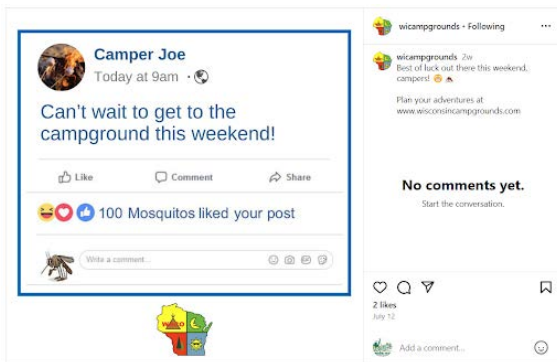 Camper Joe
Today at 9am ·
Can't wait to get to the
campground this weekend!
Like
Comment
Share
100 Mosquitos liked your post
Write a comment...
GIF
WACO
wicampgrounds • Following
wicampgrounds 2w
Best of luck out there this weekend,
campers!
Plan your adventures at
www.wisconsincampgrounds.com
No comments yet.
Start the conversation.
2 likes
July 12
Add a comment...